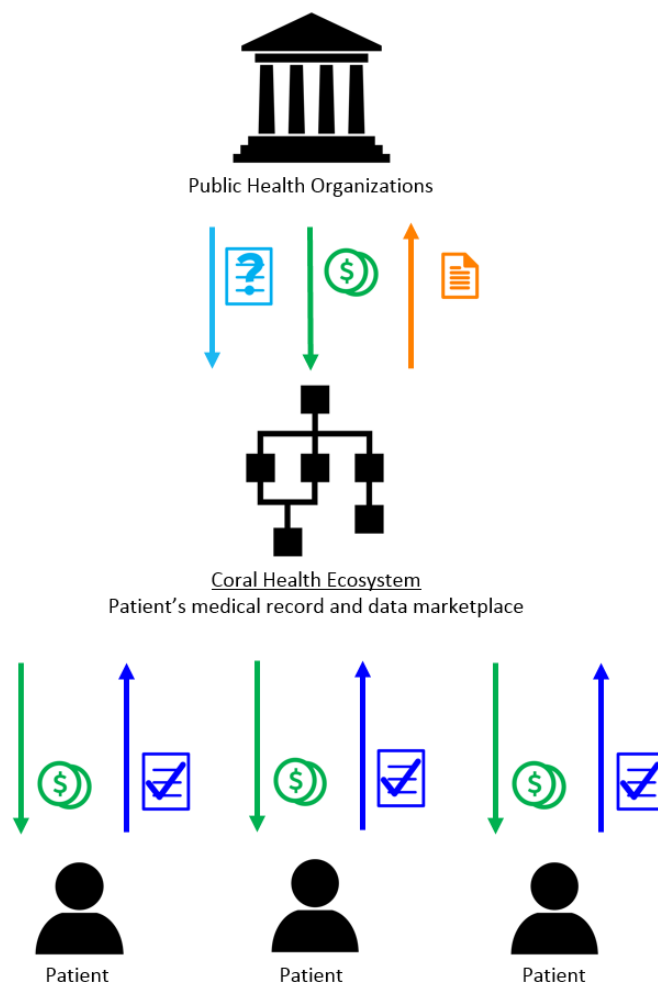 Public Health Organizations
?
$
Coral Health Ecosystem
Patient's medical record and data marketplace
$
$
$
Patient
Patient
Patient